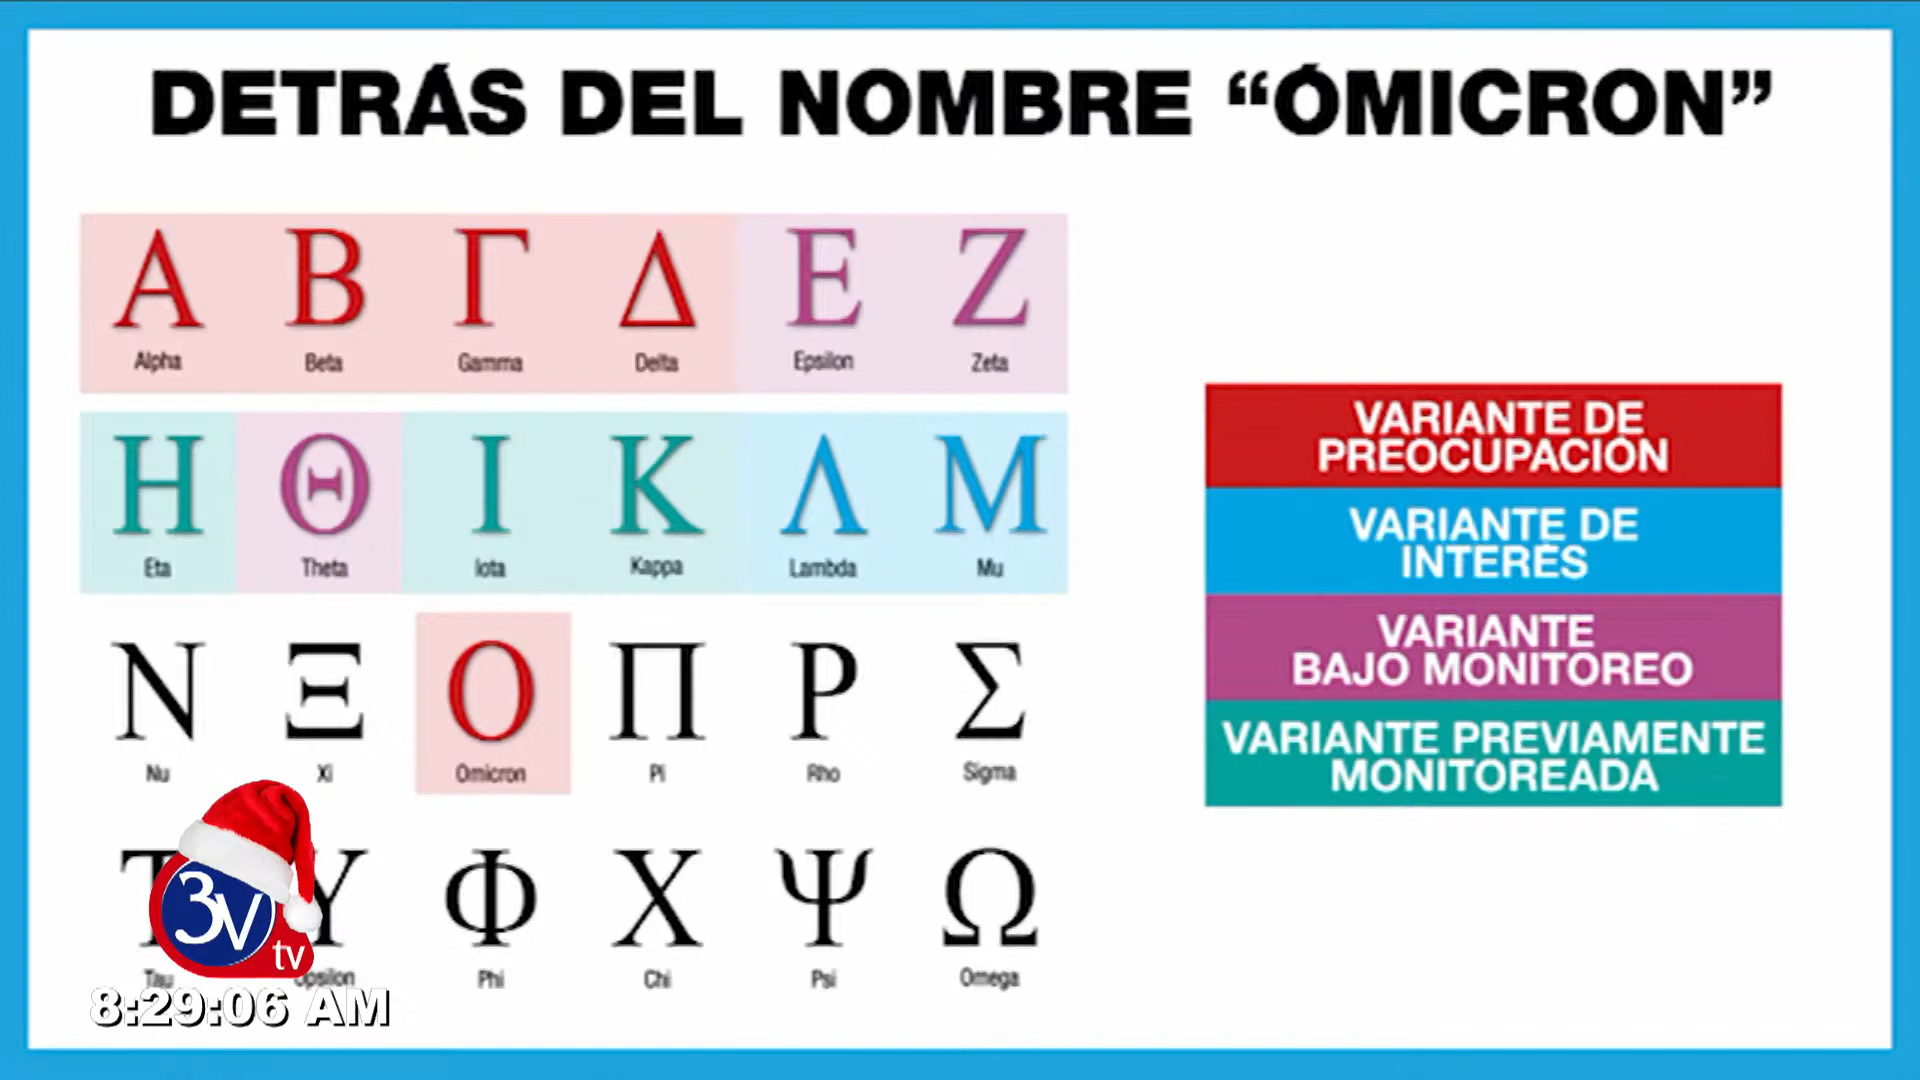 DETRÁS DEL NOMBRE “ÓMICRON”
Α Β Γ Δ Ε Ζ
Alpha Beta Gamma Delta Epsilon Zeta
Η Θ Ι Κ Λ Μ
Eta Theta Iota Kappa Lambda Mu
Ν Ξ Ο Π Ρ Σ
Nu Xi Omicron Pi Rho Sigma
Τ Υ Φ Χ Ψ Ω
Tau Upsilon Phi Chi Psi Omega
VARIANTE DE
PREOCUPACIÓN
VARIANTE DE
INTERÉS
VARIANTE
BAJO MONITOREO
VARIANTE PREVIAMENTE
MONITOREADA
3V
tv
8:29:06 AM